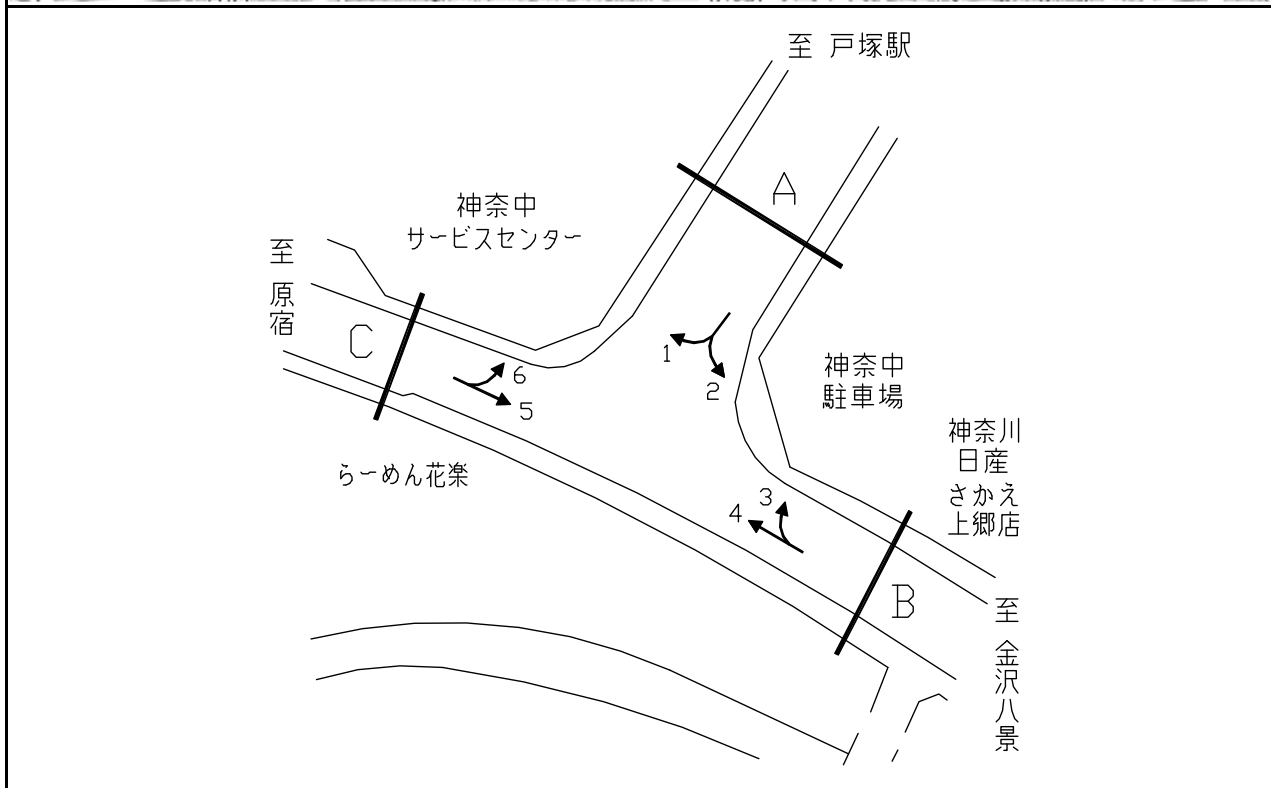 至 戸塚駅
A
神奈中
サービスセンター
至 原宿
C
6
5
1
2
神奈中
駐車場
神奈川
日産
さかえ
上郷店
らーめん花楽
3
4
B
至 金沢八景